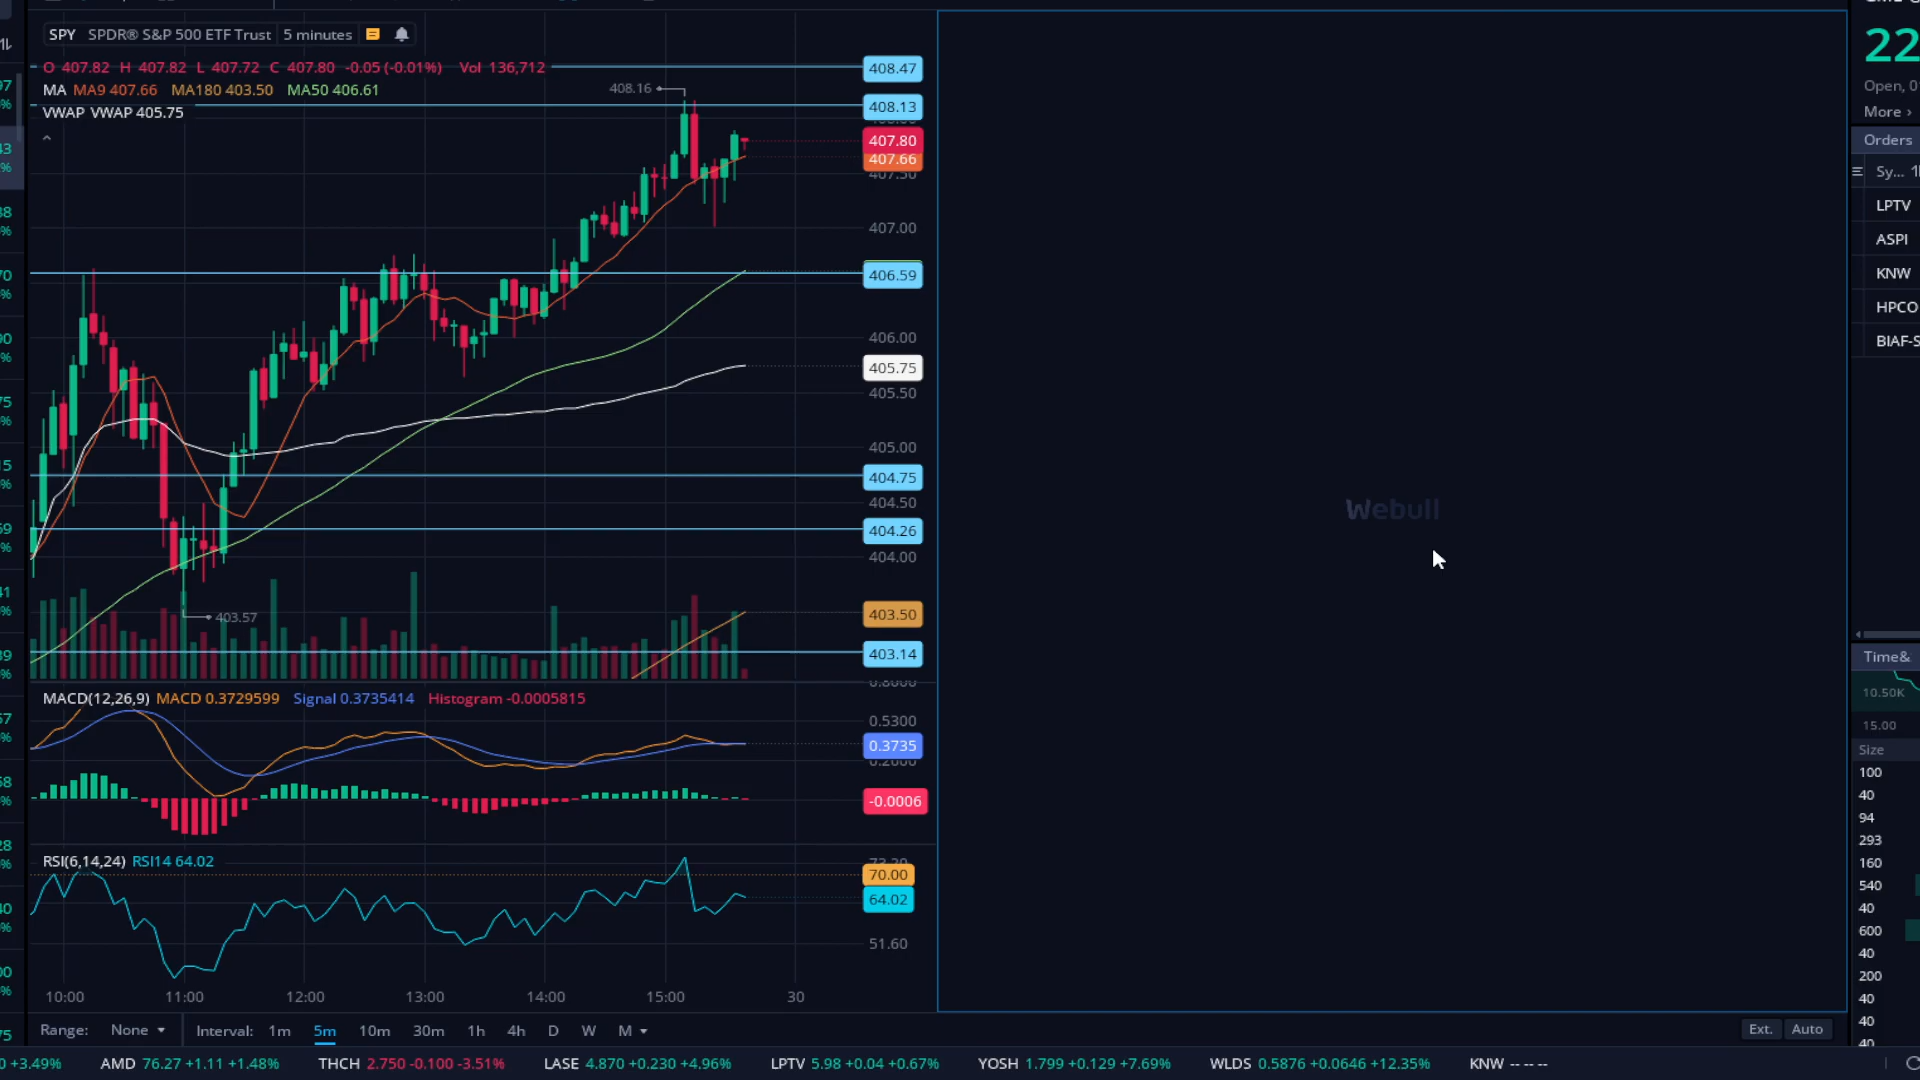 SPY SPDR® S&P 500 ETF Trust 5 minutes
O 407.82 H 407.82 L 407.72 C 407.80 -0.05 (-0.01%) Vol 136,712
MA MA9 407.66 MA180 403.50 MA50 406.61
VWAP VWAP 405.75
408.16
403.57
408.47
408.13
407.80
407.66
407.50
407.00
406.59
406.00
405.75
405.50
405.00
404.75
404.50
404.26
404.00
403.50
403.14
MACD(12,26,9) MACD 0.3729599 Signal 0.3735414 Histogram -0.0005815
0.5300
0.3735
-0.0006
RSI(6,14,24) RSI14 64.02
70.00
64.02
51.60
10:00 11:00 12:00 13:00 14:00 15:00 30
Range: None Interval: 1m 5m 10m 30m 1h 4h D W M
Webull
Ext. Auto
22
Open, 0
More ›
Orders
Sy...
LPTV
ASPI
KNW
HPCO
BIAF-S
Time&
10.50K
15.00
Size
100
40
94
293
160
540
40
600
40
200
40
40
40
+3.49% AMD 76.27 +1.11 +1.48% THCH 2.750 -0.100 -3.51% LASE 4.870 +0.230 +4.96% LPTV 5.98 +0.04 +0.67% YOSH 1.799 +0.129 +7.69% WLDS 0.5876 +0.0646 +12.35% KNW -- -- --